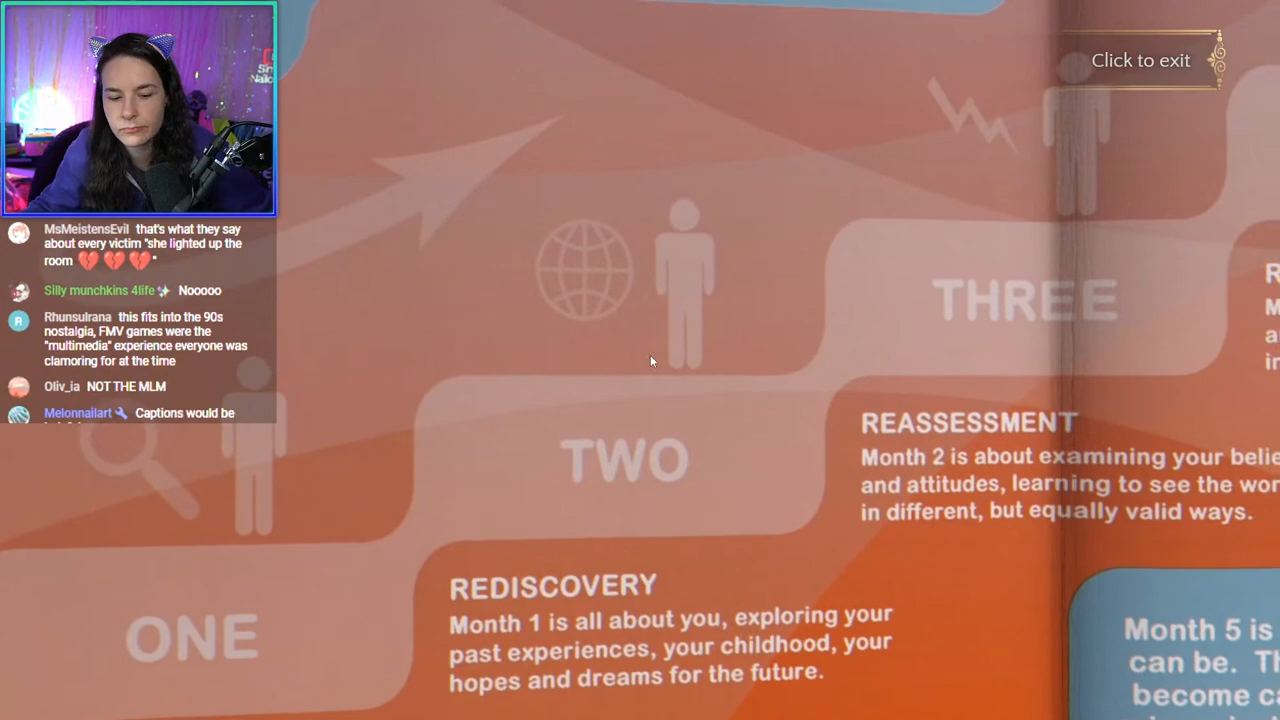 Click to exit
MsMeistensEvil that's what they say
about every victim "she lighted up the
room 💔 💔 💔 "
Silly munchkins 4life✨ Nooooo
R Rhunsulrana this fits into the 90s
nostalgia, FMV games were the
"multimedia" experience everyone was
clamoring for at the time
Oliv_ia NOT THE MLM
Melonnailart 🔧 Captions would be
THREE
TWO
REASSESSMENT
Month 2 is about examining your belie
and attitudes, learning to see the wor
in different, but equally valid ways.
ONE
REDISCOVERY
Month 1 is all about you, exploring your
past experiences, your childhood, your
hopes and dreams for the future.
Month 5 is
can be. Th
become ca